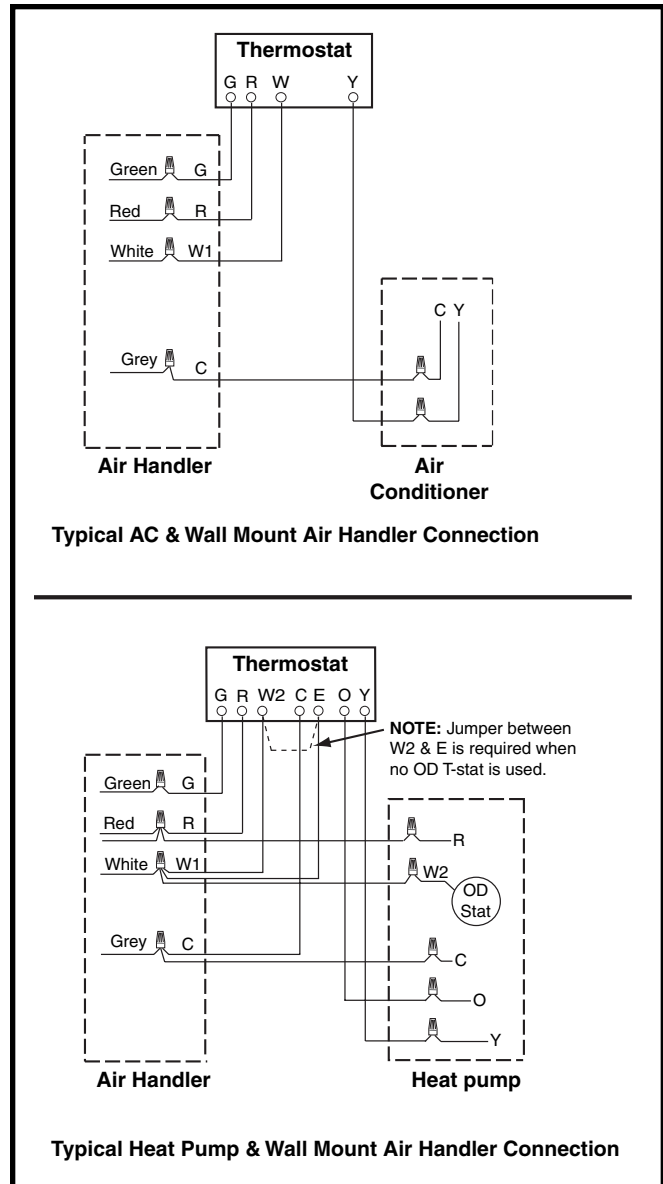 Thermostat
G R W Y
Green G
Red R
White W1
Grey C
C Y
Air Handler
Air
Conditioner
Typical AC & Wall Mount Air Handler Connection
Thermostat
G R W2 C E O Y
NOTE: Jumper between
W2 & E is required when
no OD T-stat is used.
Green G
Red R
R
White W1
W2
OD
Stat
Grey C
C
O
Y
Air Handler
Heat pump
Typical Heat Pump & Wall Mount Air Handler Connection